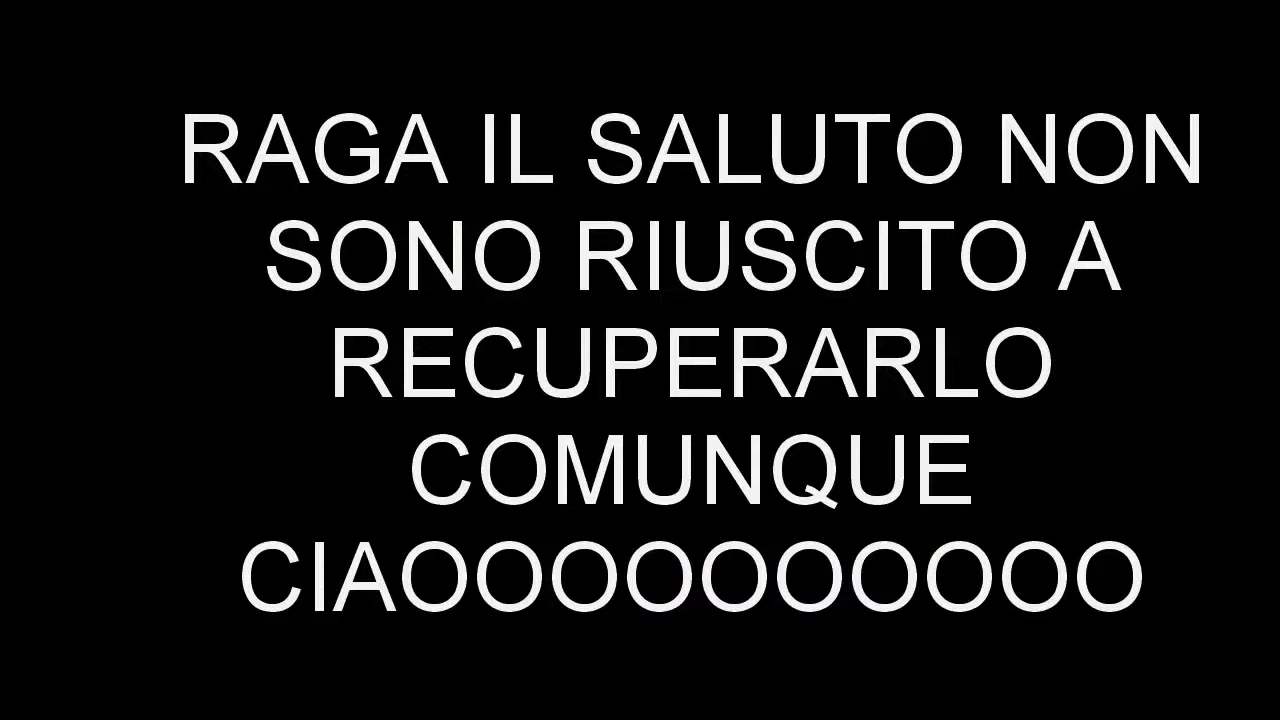 RAGA IL SALUTO NON
SONO RIUSCITO A
RECUPERARLO
COMUNQUE
CIAOOOOOOOOOO